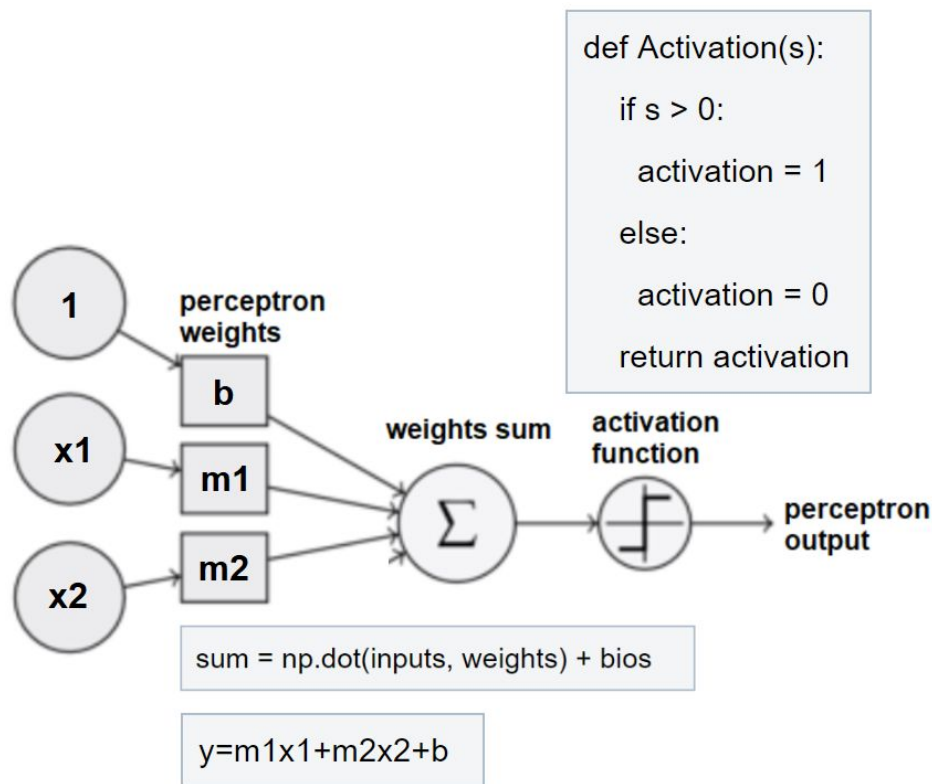 def Activation(s):
if s > 0:
activation = 1
else:
activation = 0
return activation
1
perceptron
weights
b
x1
m1
x2
m2
weights sum
Σ
activation
function
perceptron
output
sum = np.dot(inputs, weights) + bios
y=m1x1+m2x2+b